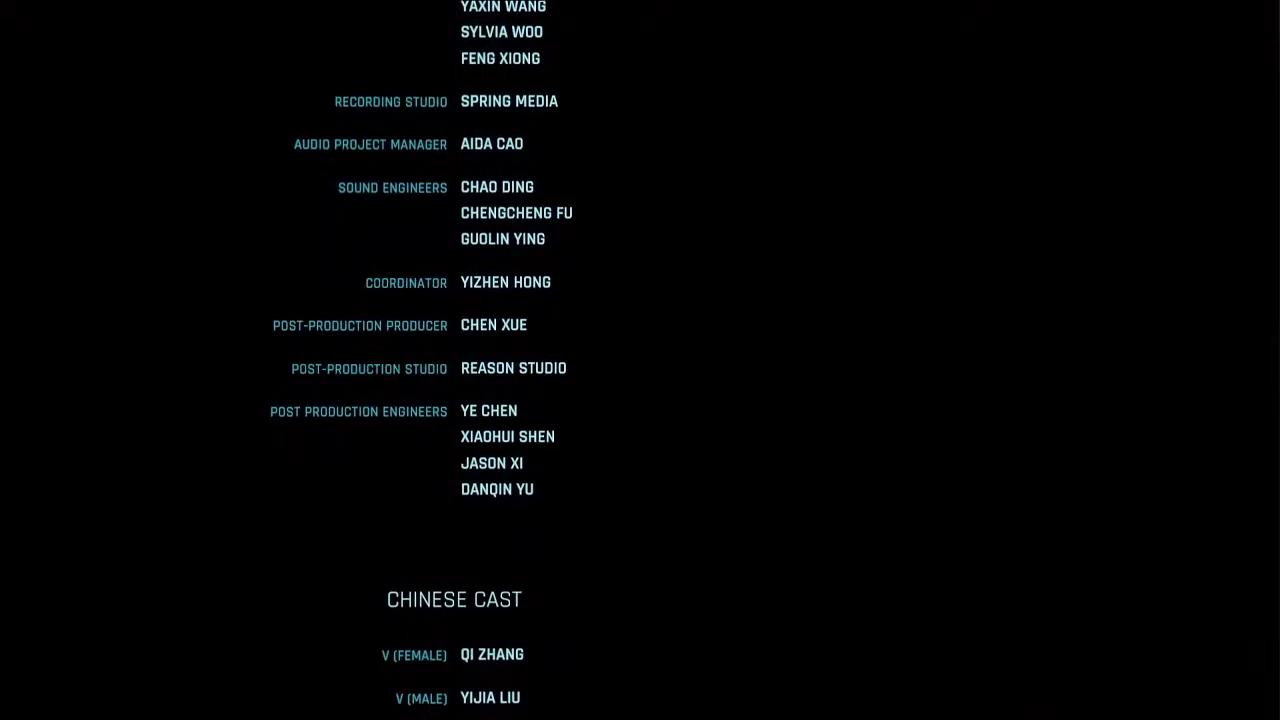 YAXIN WANG
SYLVIA WOO
FENG XIONG
RECORDING STUDIO SPRING MEDIA
AUDIO PROJECT MANAGER AIDA CAO
SOUND ENGINEERS CHAO DING
CHENGCHENG FU
GUOLIN YING
COORDINATOR YIZHEN HONG
POST-PRODUCTION PRODUCER CHEN XUE
POST-PRODUCTION STUDIO REASON STUDIO
POST PRODUCTION ENGINEERS YE CHEN
XIAOHUI SHEN
JASON XI
DANQIN YU
CHINESE CAST
V (FEMALE) QI ZHANG
V (MALE) YIJIA LIU